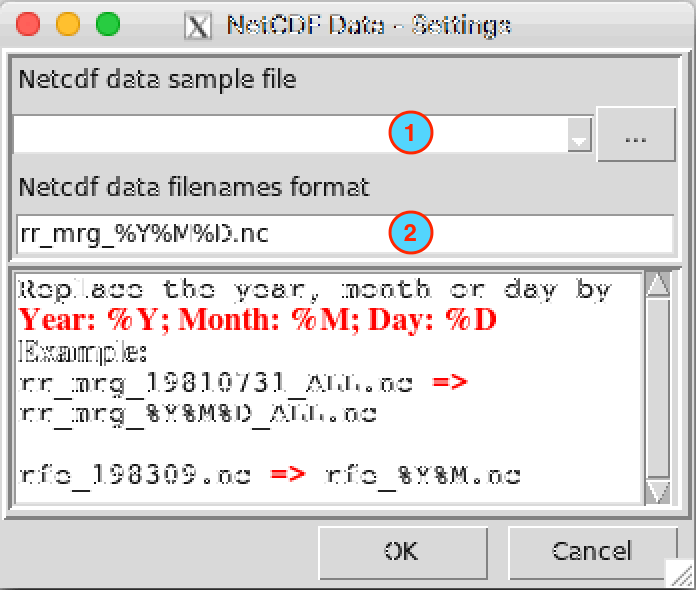 NetCDF Data - Settings
Netcdf data sample file
1
...
Netcdf data filenames format
rr_mrg_%Y%M%D.nc
2
Replace the year, month or day by
Year: %Y; Month: %M; Day: %D
Example:
rr_mrg_19810731_ALL.nc =>
rr_mrg_%Y%M%D_ALL.nc
rfe_198309.nc => rfe_%Y%M.nc
OK Cancel